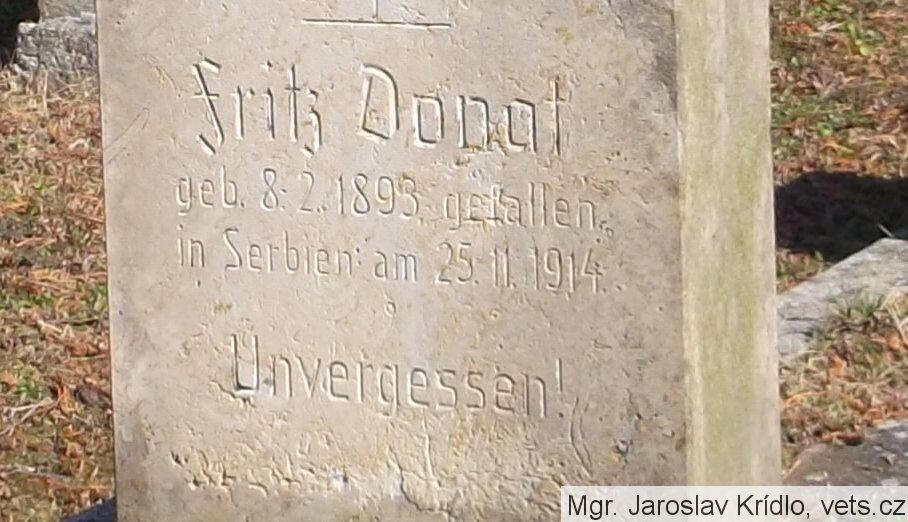 Fritz Donat
geb. 8. 2. 1893. gefallen
in Serbien am 25. 11. 1914.
Unvergessen!
Mgr. Jaroslav Krídlo, vets.cz